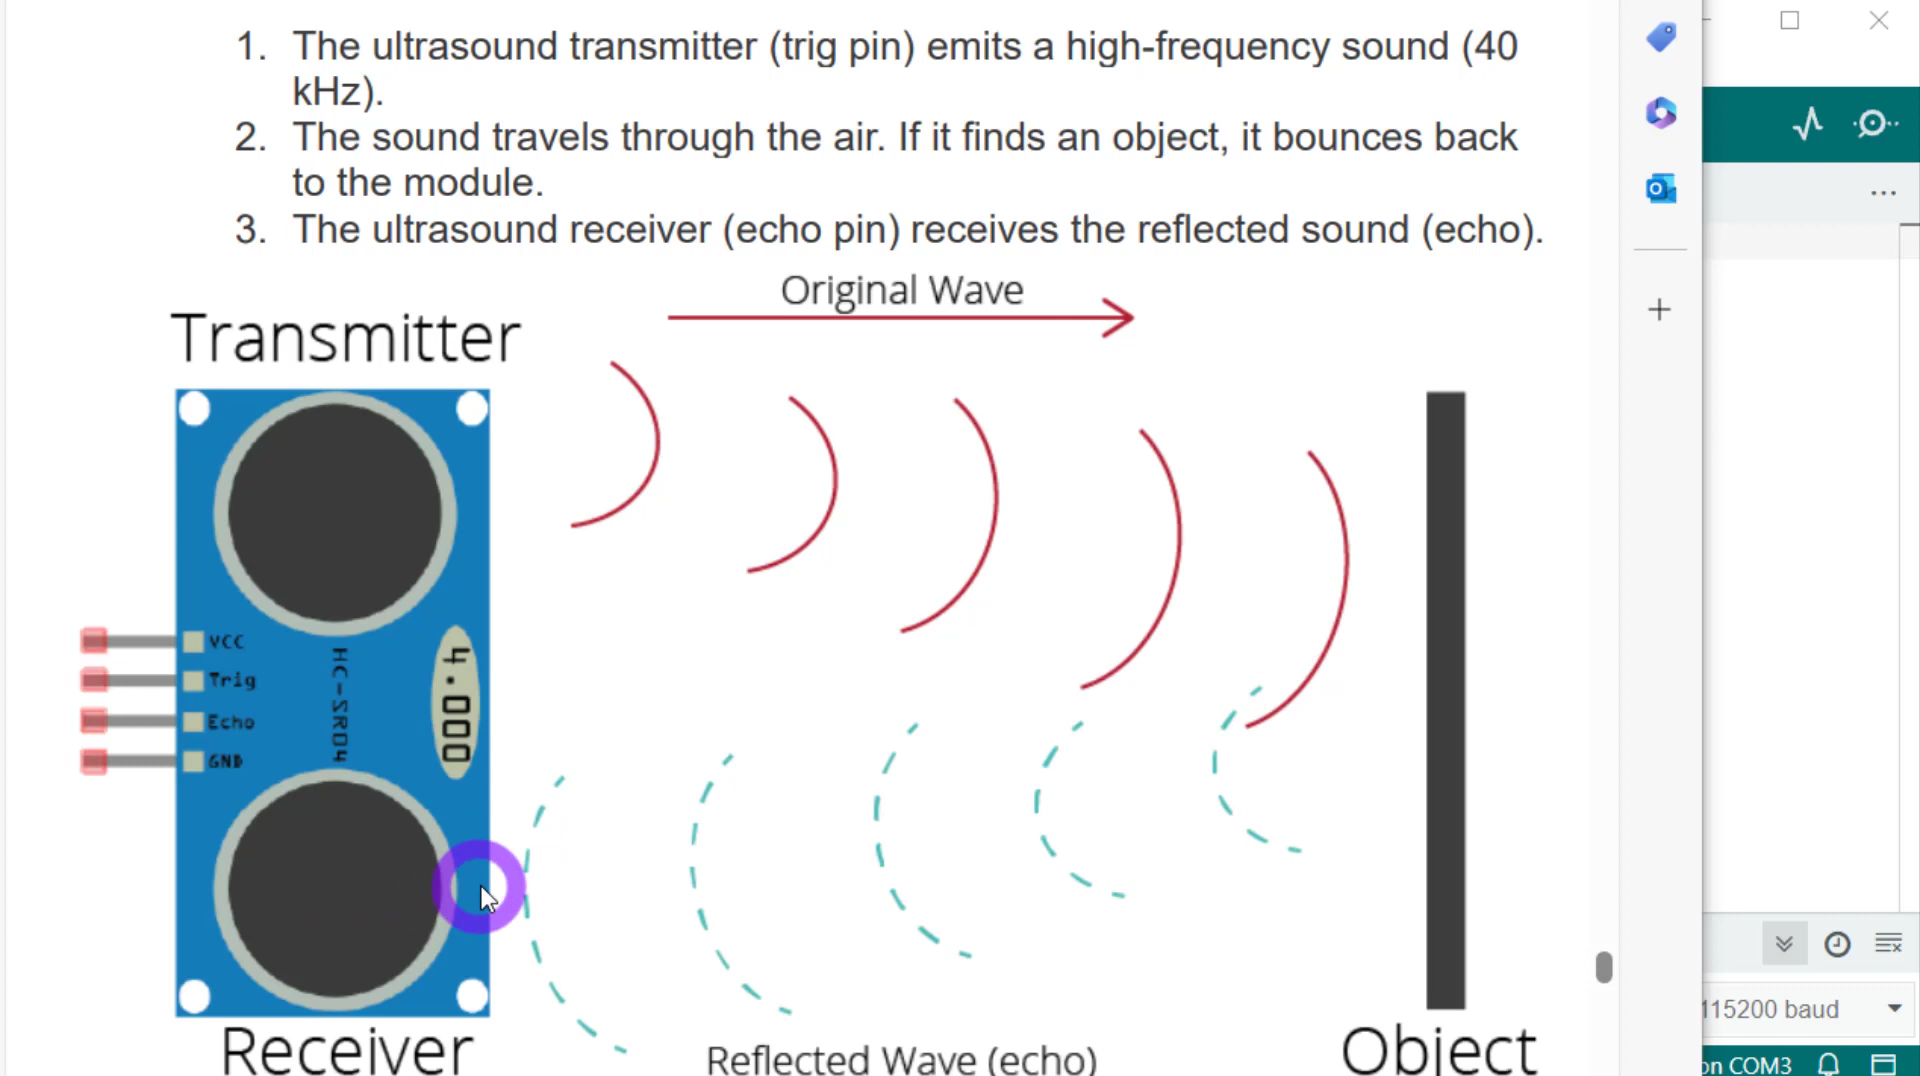 1. The ultrasound transmitter (trig pin) emits a high-frequency sound (40
kHz).
2. The sound travels through the air. If it finds an object, it bounces back
to the module.
3. The ultrasound receiver (echo pin) receives the reflected sound (echo).
Original Wave
Transmitter
VCC
Trig
Echo
GND
HC-SR04
4.000
Receiver
Reflected Wave (echo)
Object
115200 baud
on COM3